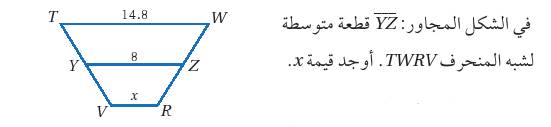 في الشكل المجاور: YZ قطعة متوسطة
لشبه المنحرف TWRV. أوجد قيمة x.
T 14.8 W
Y 8 Z
x
V R